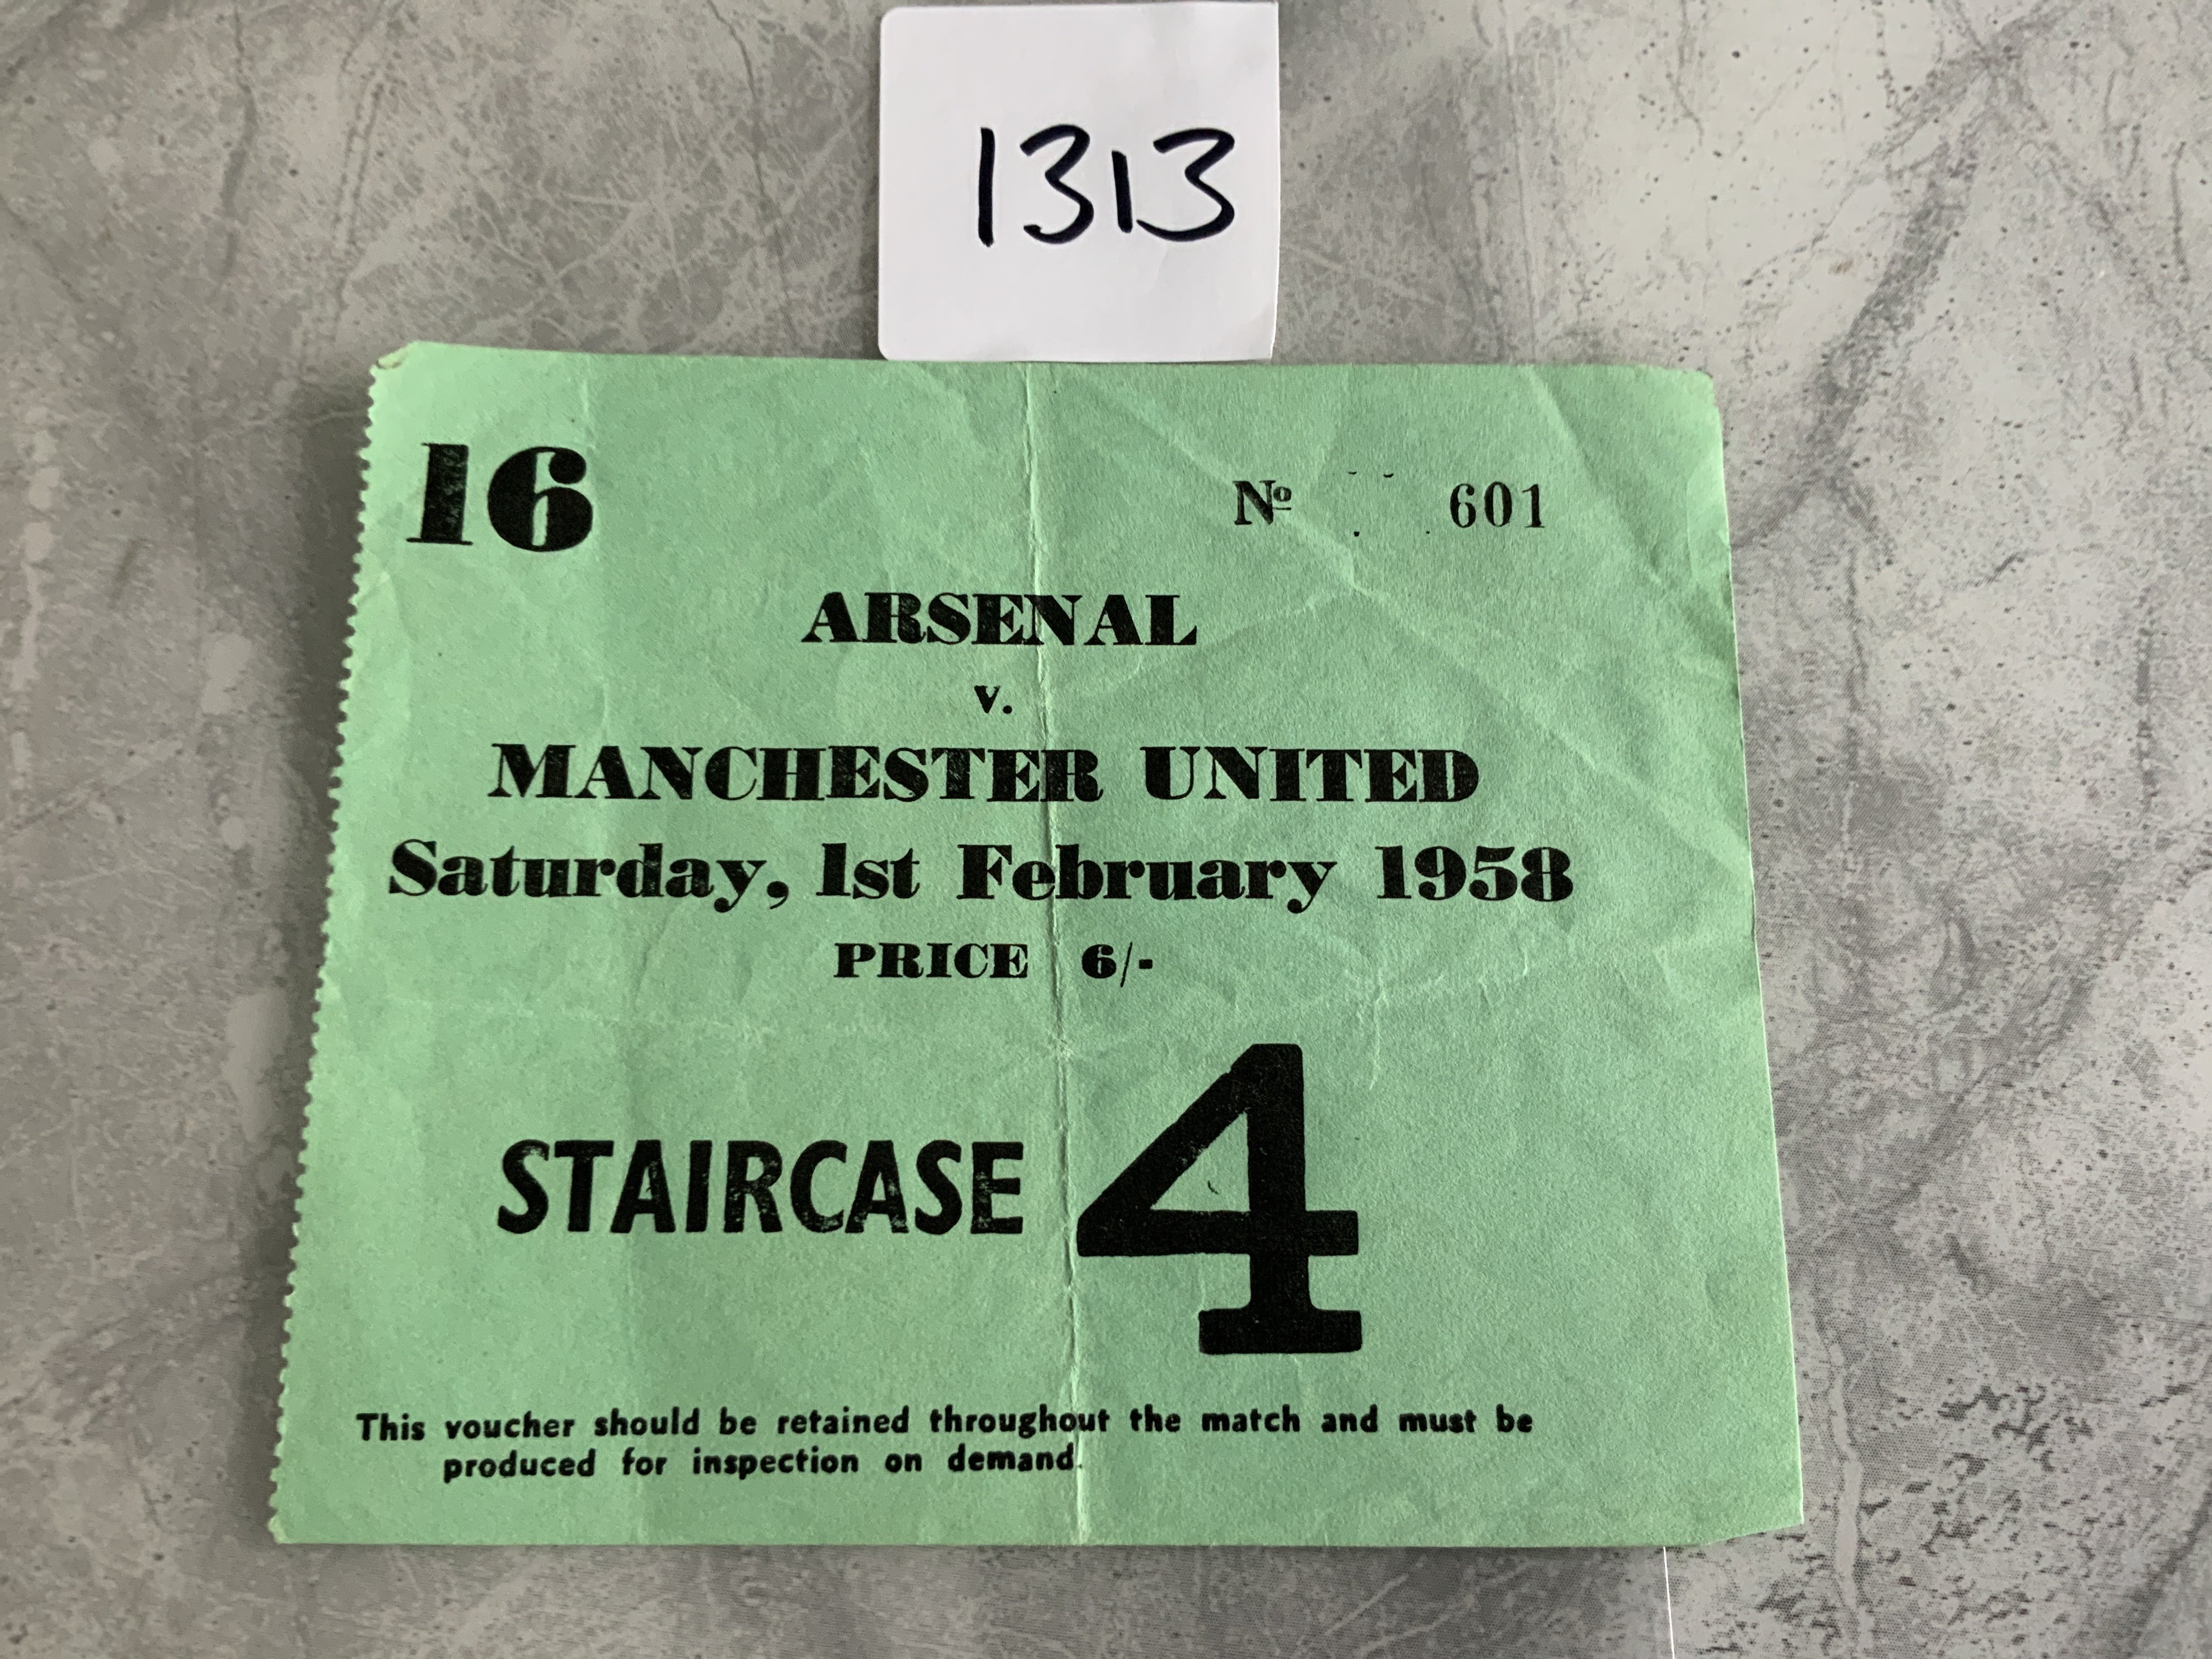 1313
16
Nº 601
ARSENAL
v.
MANCHESTER UNITED
Saturday, 1st February 1958
PRICE 6/-
STAIRCASE 4
This voucher should be retained throughout the match and must be
produced for inspection on demand.